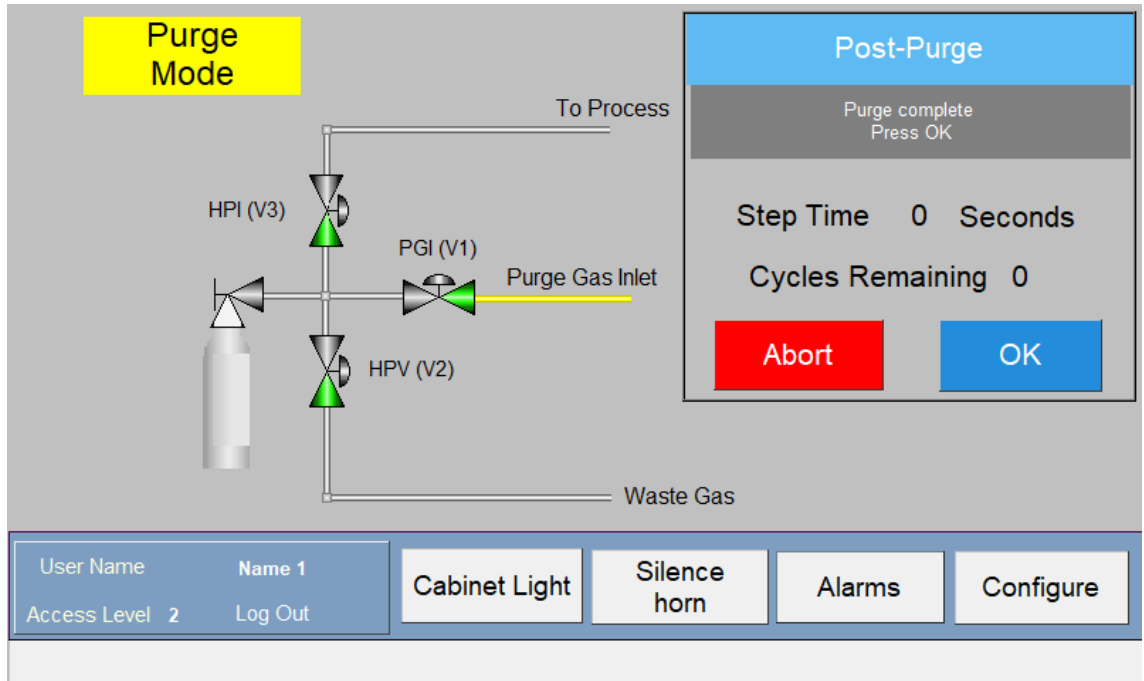 Purge
Mode
Post-Purge
Purge complete
Press OK
To Process
HPI (V3)
PGI (V1)
Purge Gas Inlet
HPV (V2)
Waste Gas
Step Time 0 Seconds
Cycles Remaining 0
Abort
OK
User Name Name 1
Access Level 2 Log Out
Cabinet Light
Silence
horn
Alarms
Configure